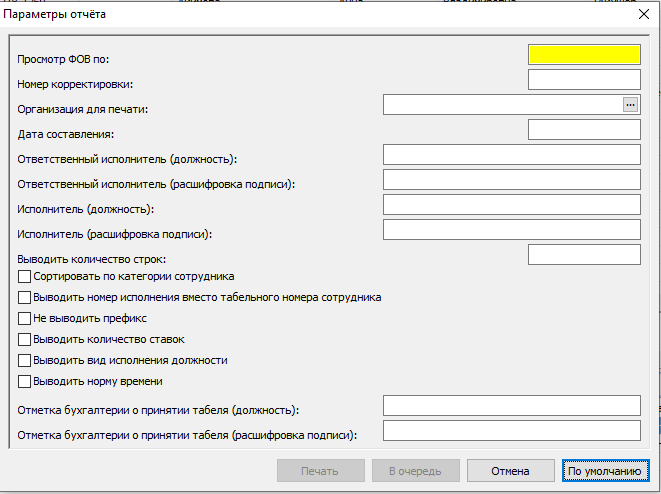 Параметры отчёта
Просмотр ФОВ по:
Номер корректировки:
Организация для печати:
...
Дата составления:
Ответственный исполнитель (должность):
Ответственный исполнитель (расшифровка подписи):
Исполнитель (должность):
Исполнитель (расшифровка подписи):
Выводить количество строк:
Сортировать по категории сотрудника
Выводить номер исполнения вместо табельного номера сотрудника
Не выводить префикс
Выводить количество ставок
Выводить вид исполнения должности
Выводить норму времени
Отметка бухгалтерии о принятии табеля (должность):
Отметка бухгалтерии о принятии табеля (расшифровка подписи):
Печать В очередь Отмена По умолчанию